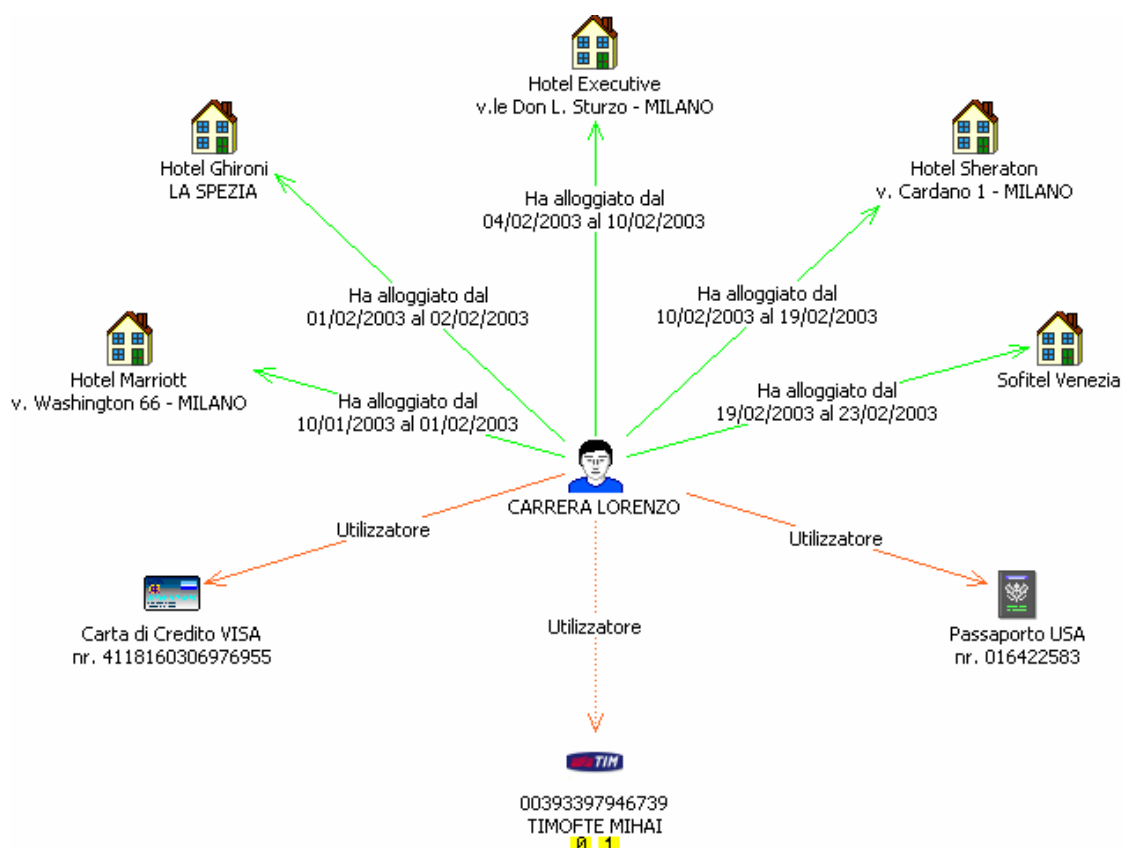 Hotel Executive
v.le Don L. Sturzo - MILANO
Hotel Ghironi
LA SPEZIA
Hotel Sheraton
v. Cardano 1 - MILANO
Ha alloggiato dal
04/02/2003 al 10/02/2003
Ha alloggiato dal
01/02/2003 al 02/02/2003
Ha alloggiato dal
10/02/2003 al 19/02/2003
Hotel Marriott
v. Washington 66 - MILANO
Sofitel Venezia
Ha alloggiato dal
10/01/2003 al 01/02/2003
Ha alloggiato dal
19/02/2003 al 23/02/2003
CARRERA LORENZO
Utilizzatore
Utilizzatore
Utilizzatore
Carta di Credito VISA
nr. 4118160306976955
Passaporto USA
nr. 016422583
TIM
00393397946739
TIMOFTE MIHAI
0 1